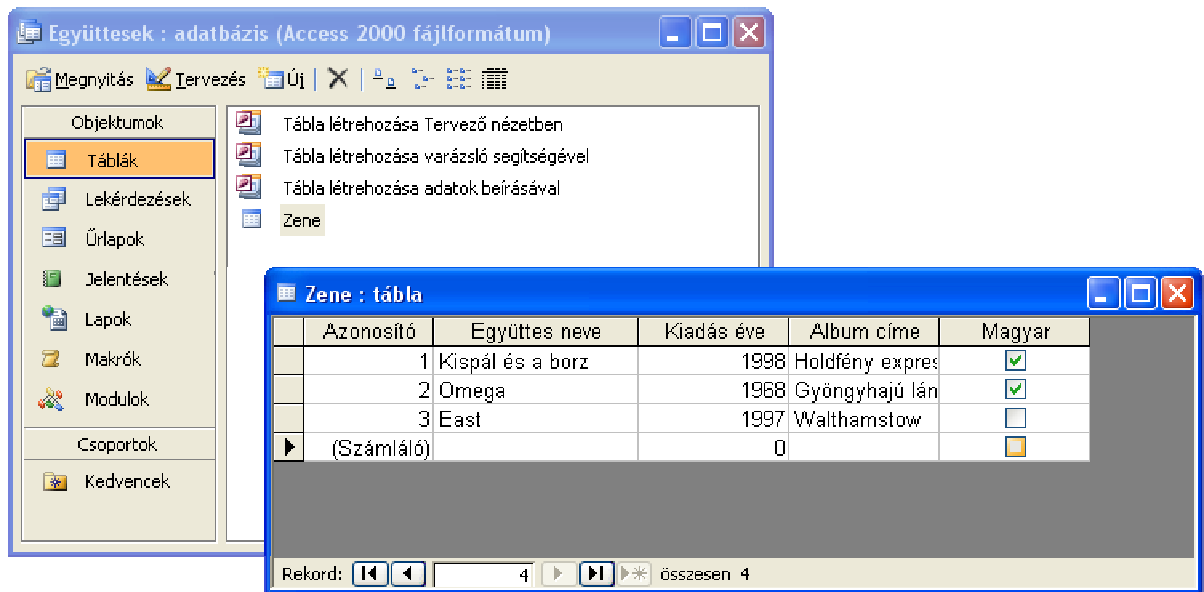 Együttesek : adatbázis (Access 2000 fájlformátum)
Megnyitás Tervezés Új
Objektumok
Táblák
Lekérdezések
Űrlapok
Jelentések
Lapok
Makrók
Modulok
Csoportok
Kedvencek
Tábla létrehozása Tervező nézetben
Tábla létrehozása varázsló segítségével
Tábla létrehozása adatok beírásával
Zene
Zene : tábla
Azonosító Együttes neve Kiadás éve Album címe Magyar
1 Kispál és a borz 1998 Holdfény expres
2 Omega 1968 Gyöngyhajú lán
3 East 1997 Walthamstow
(Számláló) 0
Rekord: 4 összesen 4